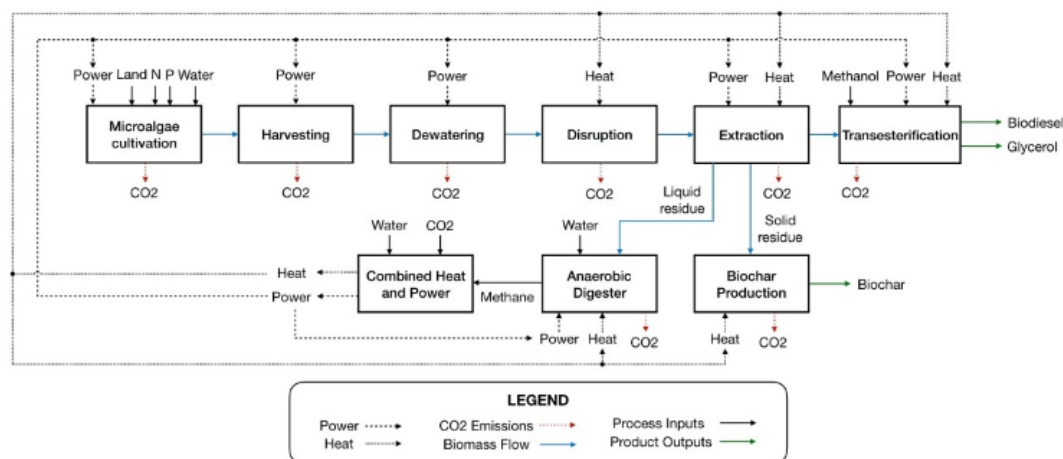 Power Land N P Water
Power
Power
Heat
Power
Heat
Methanol
Power
Heat
Microalgae
cultivation
Harvesting
Dewatering
Disruption
Extraction
Transesterification
Biodiesel
Glycerol
CO2
CO2
CO2
CO2
CO2
CO2
Liquid
residue
Solid
residue
Water
CO2
Water
Heat
Power
Combined Heat
and Power
Methane
Anaerobic
Digester
Biochar
Production
Biochar
Power
Heat
CO2
Heat
CO2
LEGEND
Power
CO2 Emissions
Process Inputs
Heat
Biomass Flow
Product Outputs